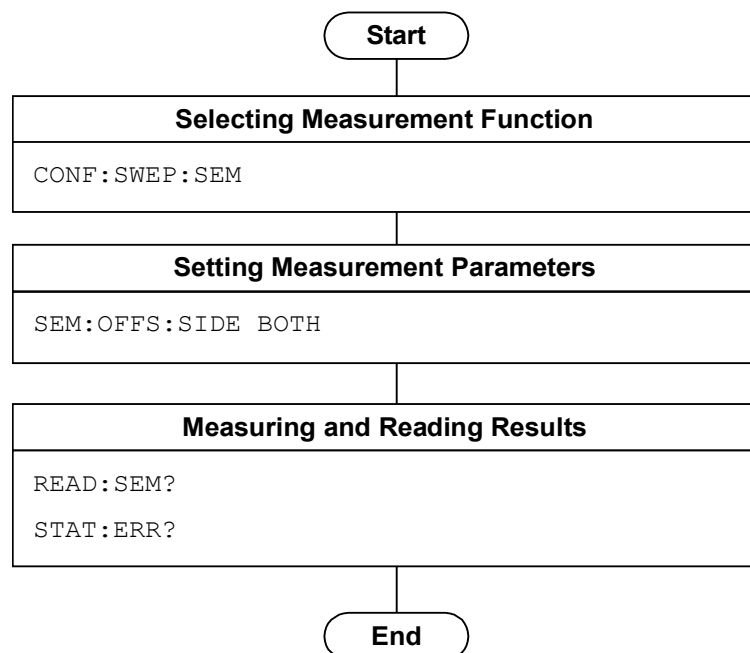 Start
Selecting Measurement Function
CONF:SWEP:SEM
Setting Measurement Parameters
SEM:OFFS:SIDE BOTH
Measuring and Reading Results
READ:SEM?
STAT:ERR?
End